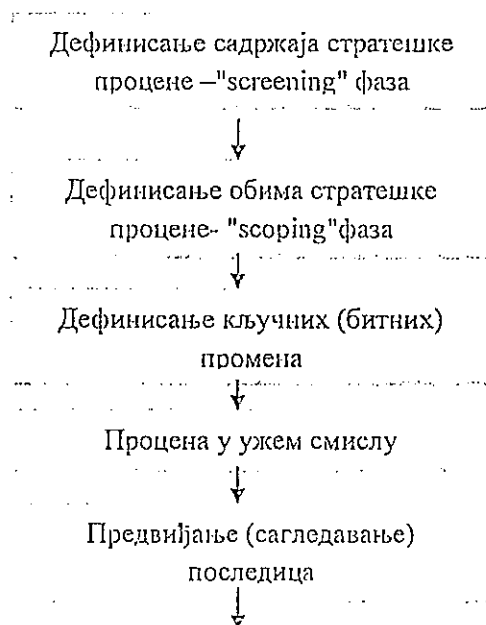 Дефинисање садржаја стратешке
процене –"screening" фаза
Дефинисање обима стратешке
процене- "scoping"фаза
Дефинисање кључних (битних)
промена
Процена у ужем смислу
Предвиђање (сагледавање)
последица